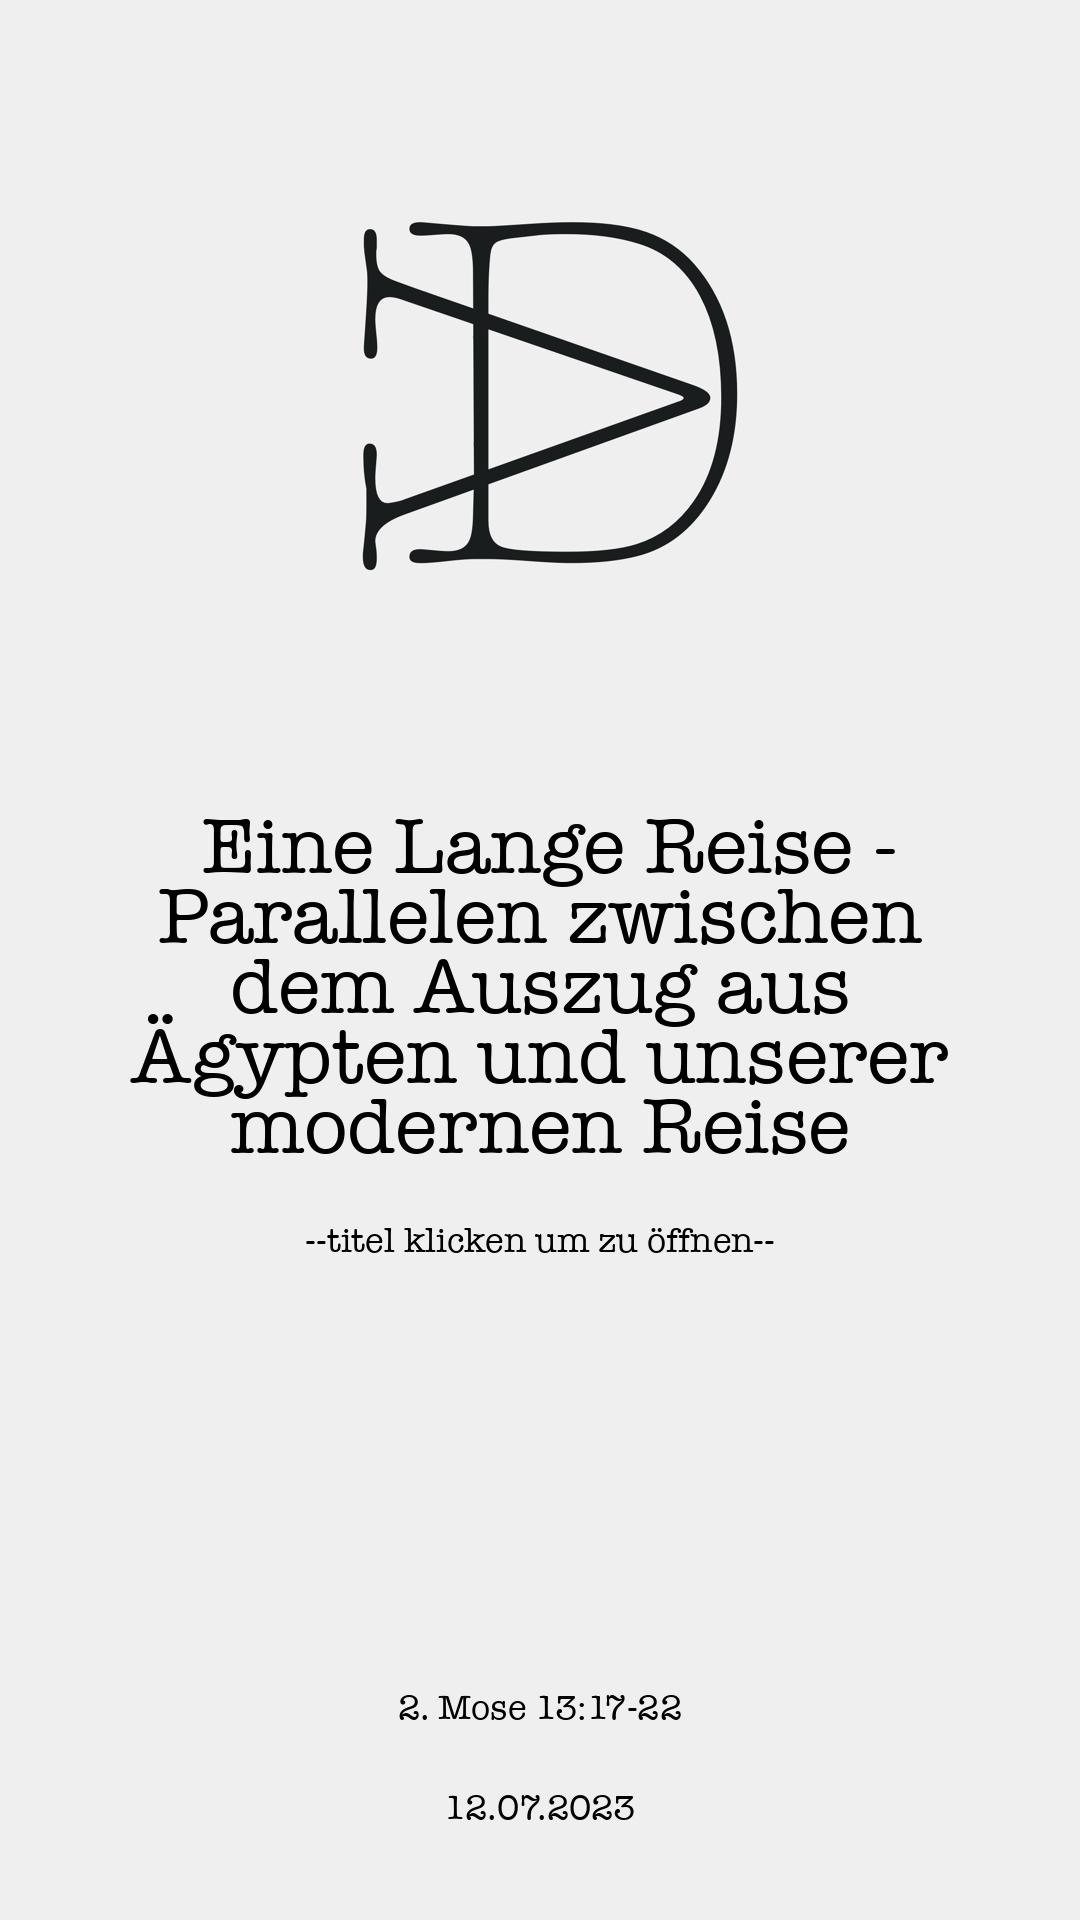 Eine Lange Reise -
Parallelen zwischen
dem Auszug aus
Ägypten und unserer
modernen Reise
--titel klicken um zu öffnen--
2. Mose 13:17-22
12.07.2023